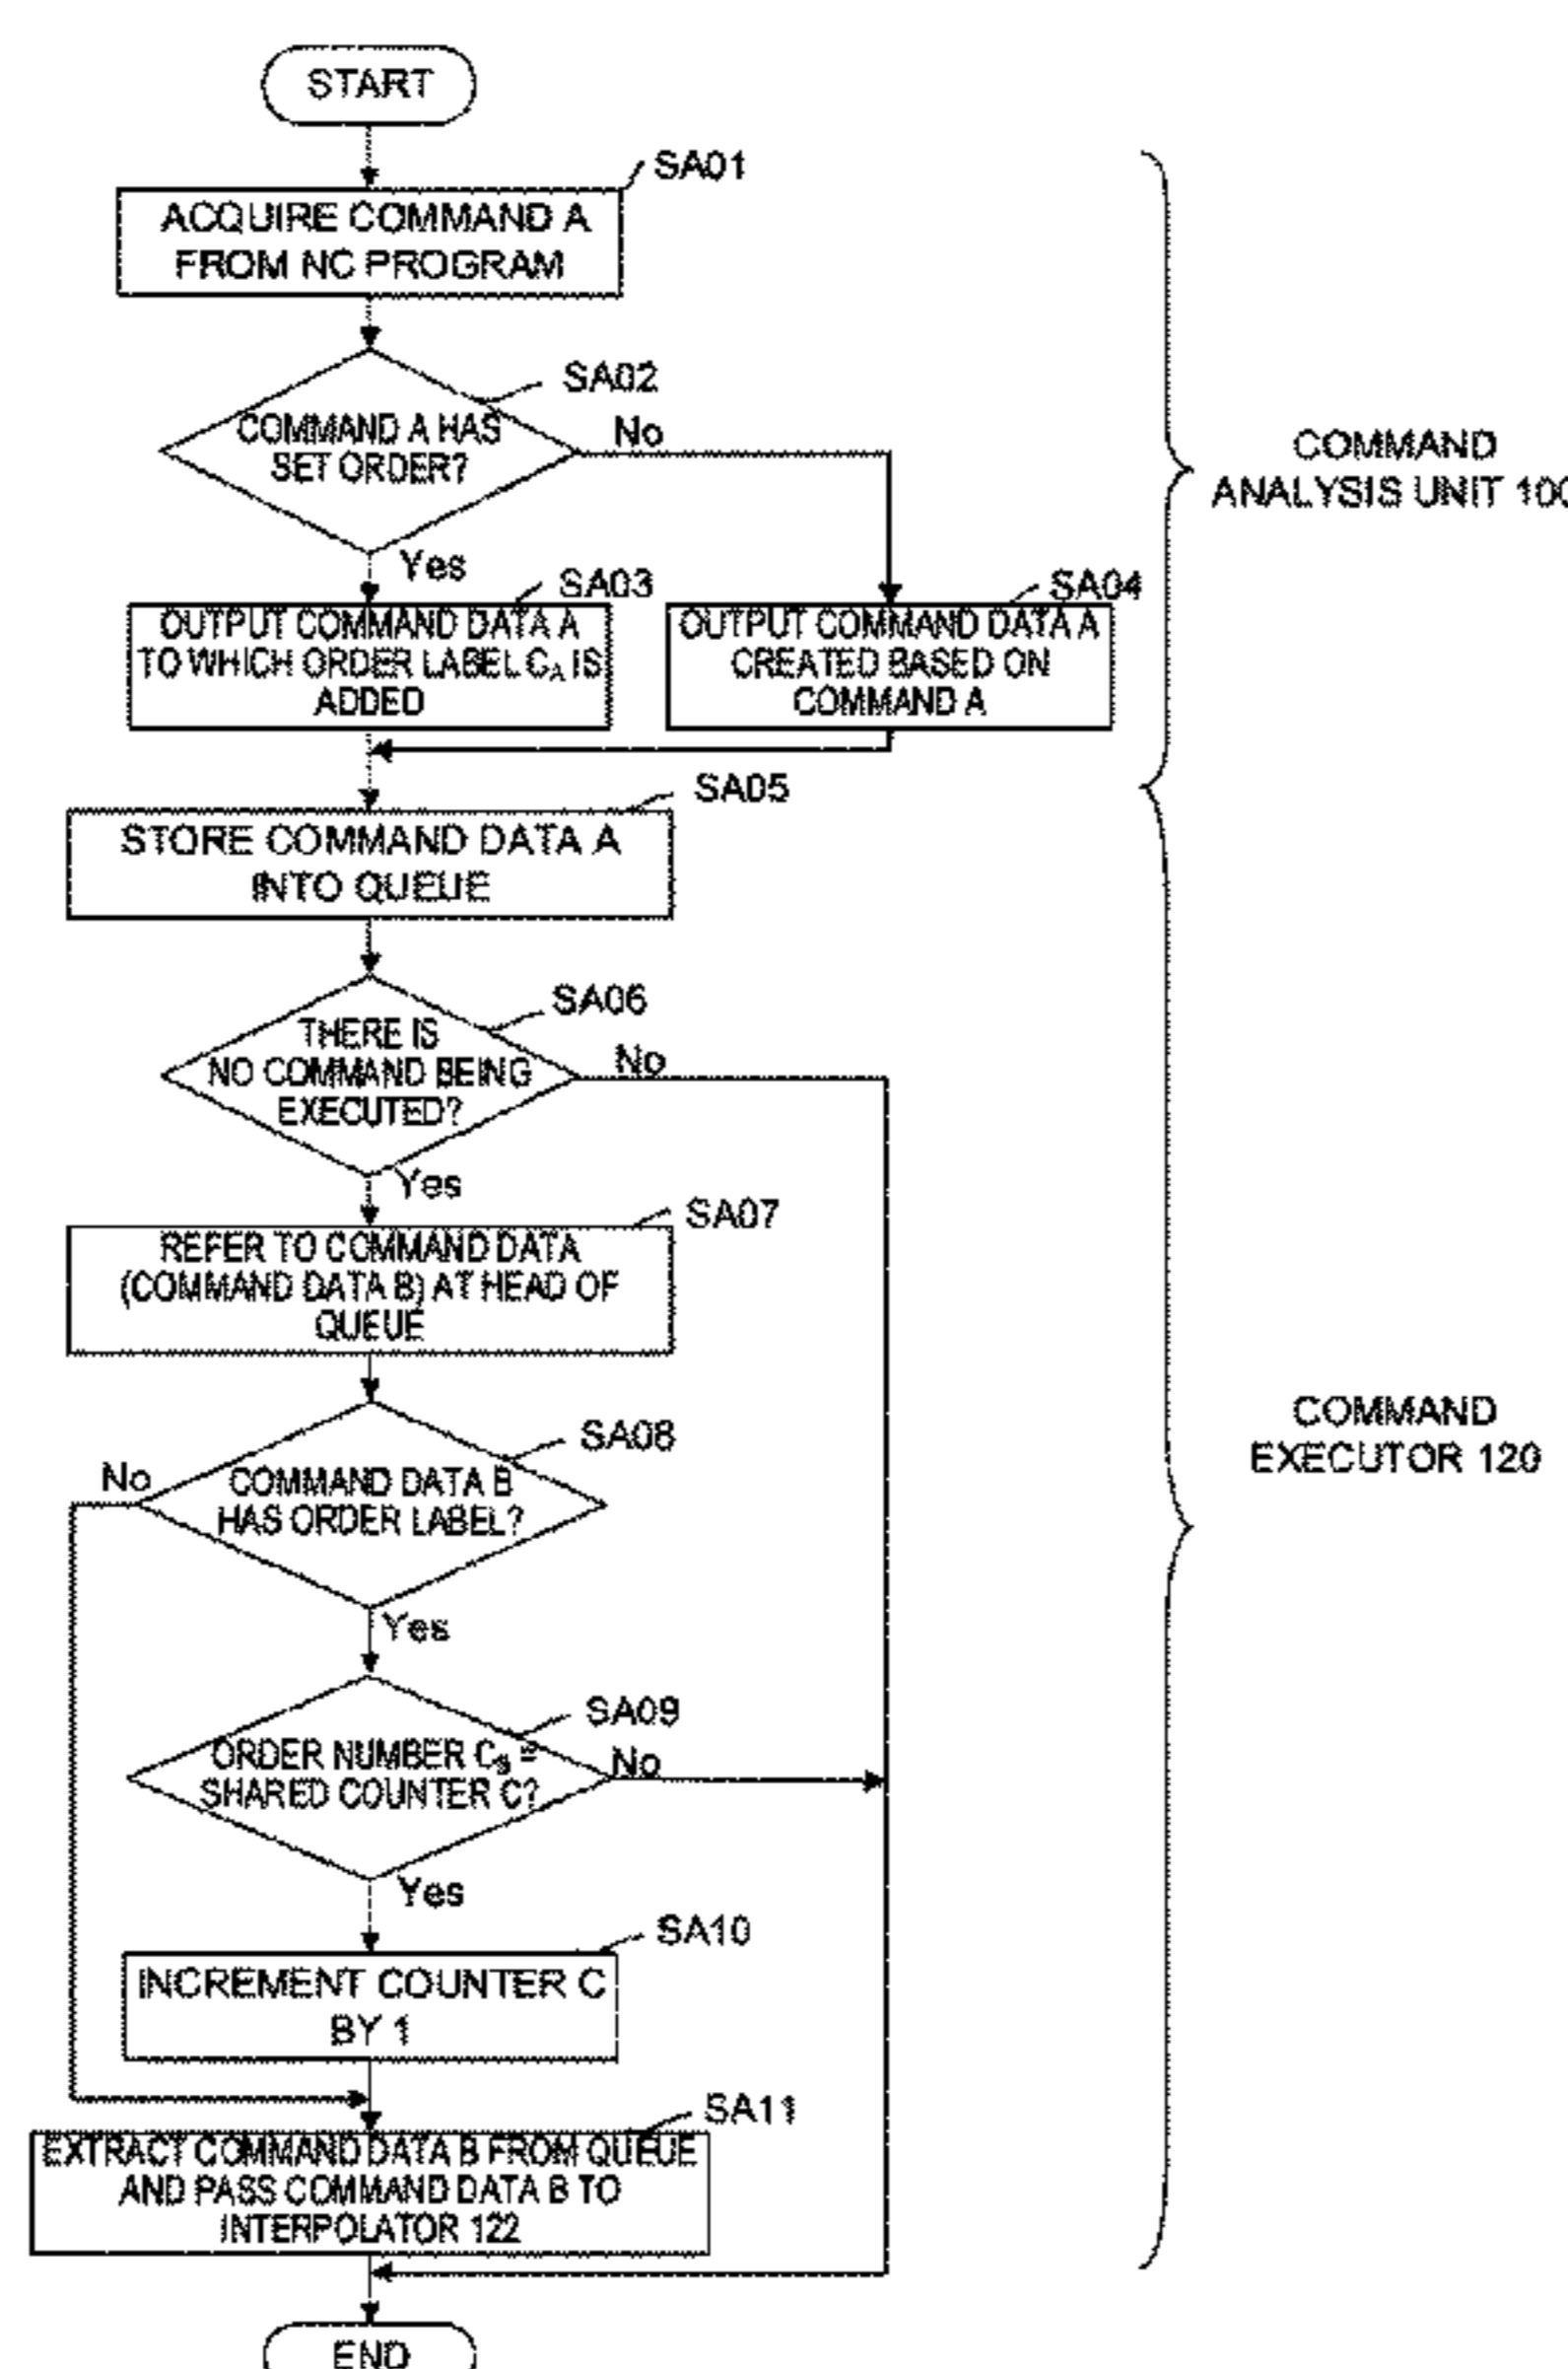 START
SA01
ACQUIRE COMMAND A
FROM NC PROGRAM
SA02
COMMAND A HAS
SET ORDER?
No
Yes
COMMAND
ANALYSIS UNIT 100
SA03
OUTPUT COMMAND DATA A
TO WHICH ORDER LABEL CA IS
ADDED
SA04
OUTPUT COMMAND DATA A
CREATED BASED ON
COMMAND A
SA05
STORE COMMAND DATA A
INTO QUEUE
SA06
THERE IS
NO COMMAND BEING
EXECUTED?
No
Yes
SA07
REFER TO COMMAND DATA
(COMMAND DATA B) AT HEAD OF
QUEUE
SA08
No
COMMAND DATA B
HAS ORDER LABEL?
Yes
COMMAND
EXECUTOR 120
SA09
ORDER NUMBER CB =
SHARED COUNTER C?
No
Yes
SA10
INCREMENT COUNTER C
BY 1
SA11
EXTRACT COMMAND DATA B FROM QUEUE
AND PASS COMMAND DATA B TO
INTERPOLATOR 122
END